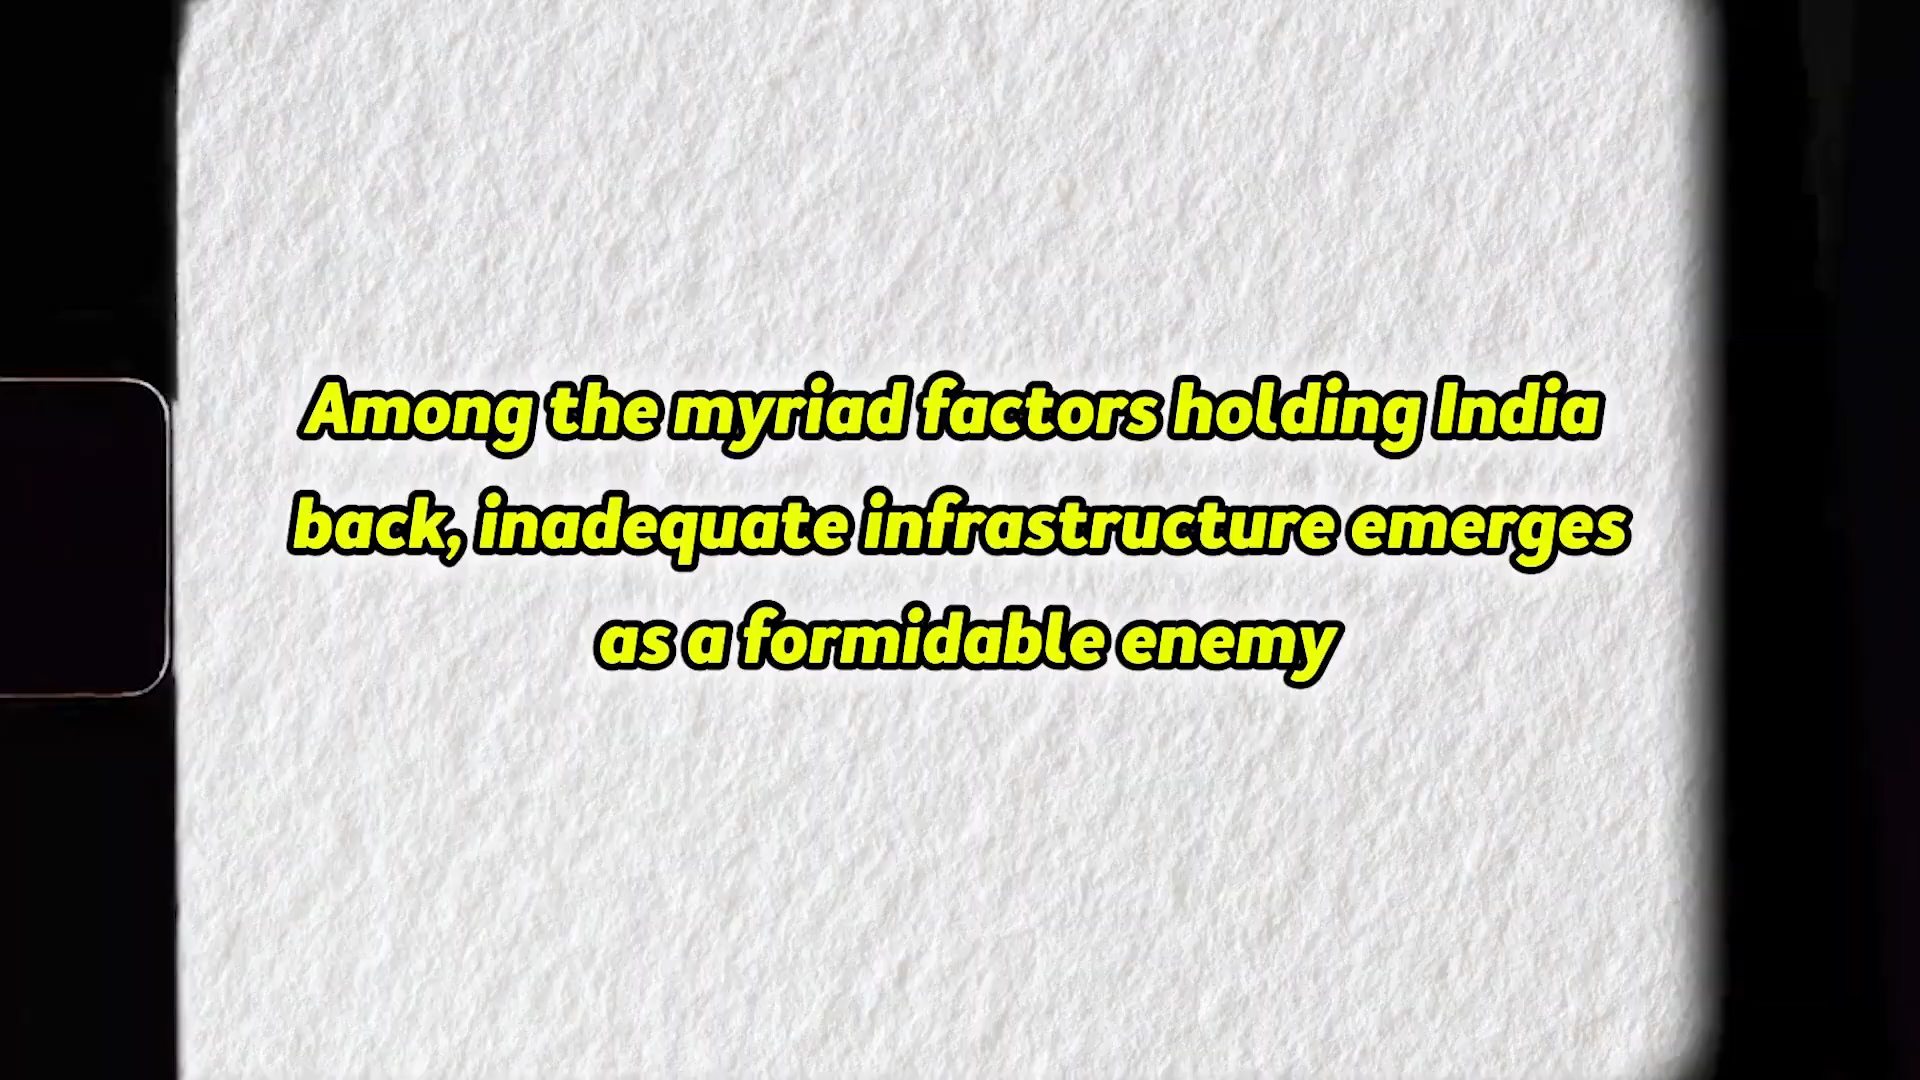 Among the myriad factors holding India
back, inadequate infrastructure emerges
as a formidable enemy